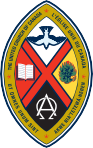 THE UNITED CHURCH OF CANADA
L'ÉGLISE UNIE DU CANADA
UT OMNES UNUM SINT